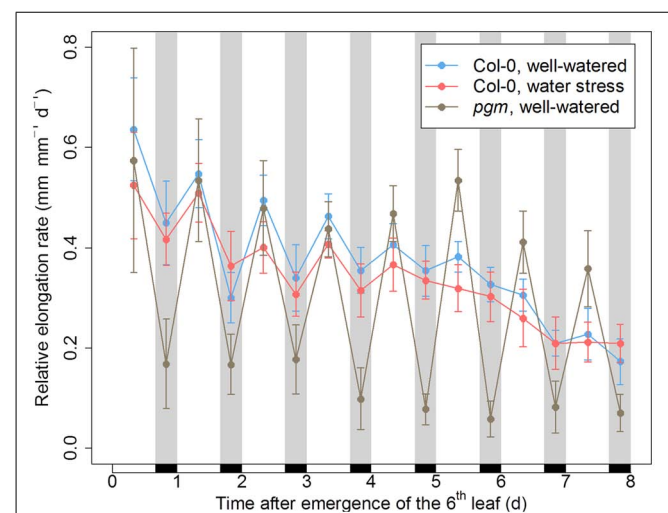 0.8
0.6
0.4
0.2
0.0
Relative elongation rate (mm mm⁻¹ d⁻¹)
Col-0, well-watered
Col-0, water stress
pgm, well-watered
0 1 2 3 4 5 6 7 8
Time after emergence of the 6th leaf (d)